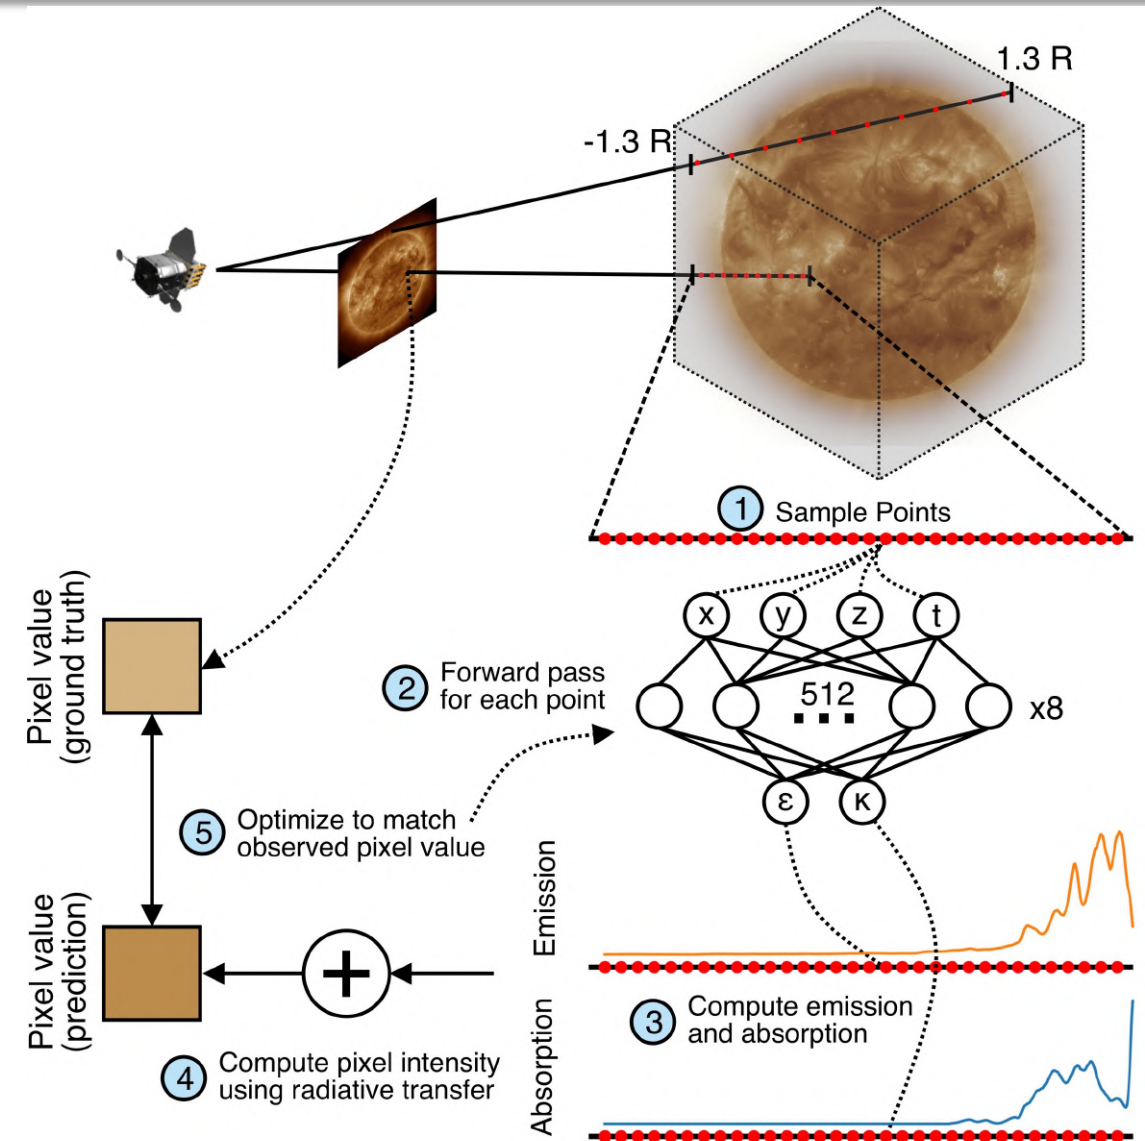 1.3 R
-1.3 R
1 Sample Points
x y z t
2 Forward pass
for each point
512
x8
ε κ
Pixel value
(ground truth)
5 Optimize to match
observed pixel value
Pixel value
(prediction)
+
4 Compute pixel intensity
using radiative transfer
Emission
3 Compute emission
and absorption
Absorption